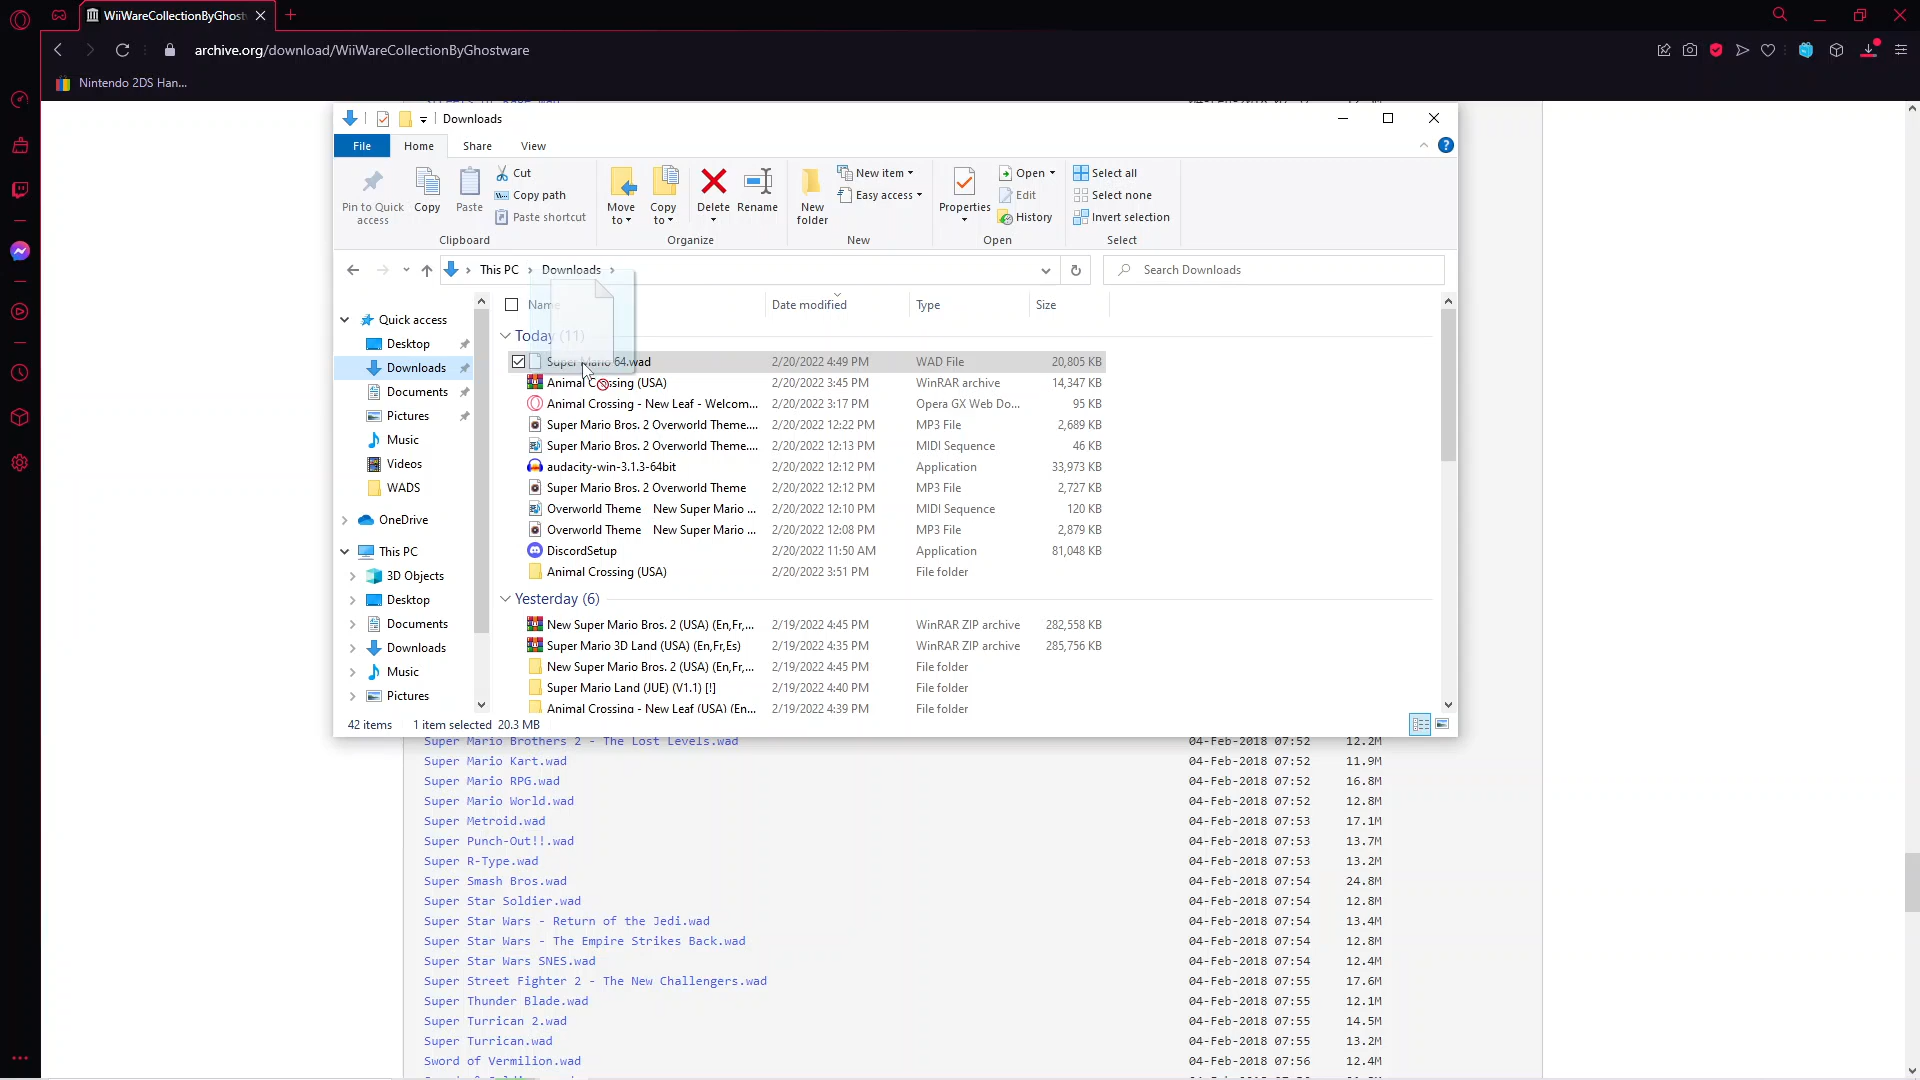 WiiWareCollectionByGhostw
archive.org/download/WiiWareCollectionByGhostware
Nintendo 2DS Han...
Downloads
File
Home
Share
View
Pin to Quick access
Copy
Paste
Cut
Copy path
Paste shortcut
Clipboard
Move to
Copy to
Delete
Rename
Organize
New folder
New item
Easy access
New
Properties
Open
Edit
History
Open
Select all
Select none
Invert selection
Select
This PC
Downloads
Search Downloads
Name
Date modified
Type
Size
Quick access
Desktop
Downloads
Documents
Pictures
Music
Videos
WADS
OneDrive
This PC
3D Objects
Desktop
Documents
Downloads
Music
Pictures
Today (11)
Super Mario 64.wad 2/20/2022 4:49 PM WAD File 20,805 KB
Animal Crossing (USA) 2/20/2022 3:45 PM WinRAR archive 14,347 KB
Animal Crossing - New Leaf - Welcom... 2/20/2022 3:17 PM Opera GX Web Do... 95 KB
Super Mario Bros. 2 Overworld Theme.... 2/20/2022 12:22 PM MP3 File 2,689 KB
Super Mario Bros. 2 Overworld Theme.... 2/20/2022 12:13 PM MIDI Sequence 46 KB
audacity-win-3.1.3-64bit 2/20/2022 12:12 PM Application 33,973 KB
Super Mario Bros. 2 Overworld Theme 2/20/2022 12:12 PM MP3 File 2,727 KB
Overworld Theme New Super Mario ... 2/20/2022 12:10 PM MIDI Sequence 120 KB
Overworld Theme New Super Mario ... 2/20/2022 12:08 PM MP3 File 2,879 KB
DiscordSetup 2/20/2022 11:50 AM Application 81,048 KB
Animal Crossing (USA) 2/20/2022 3:51 PM File folder
Yesterday (6)
New Super Mario Bros. 2 (USA) (En,Fr,... 2/19/2022 4:45 PM WinRAR ZIP archive 282,558 KB
Super Mario 3D Land (USA) (En,Fr,Es) 2/19/2022 4:35 PM WinRAR ZIP archive 285,756 KB
New Super Mario Bros. 2 (USA) (En,Fr,... 2/19/2022 4:45 PM File folder
Super Mario Land (JUE) (V1.1) [!] 2/19/2022 4:40 PM File folder
Animal Crossing - New Leaf (USA) (En... 2/19/2022 4:39 PM File folder
42 items 1 item selected 20.3 MB
Super Mario Brothers 2 - The Lost Levels.wad 04-Feb-2018 07:52 12.2M
Super Mario Kart.wad 04-Feb-2018 07:52 11.9M
Super Mario RPG.wad 04-Feb-2018 07:52 16.8M
Super Mario World.wad 04-Feb-2018 07:52 12.8M
Super Metroid.wad 04-Feb-2018 07:53 17.1M
Super Punch-Out!!.wad 04-Feb-2018 07:53 13.7M
Super R-Type.wad 04-Feb-2018 07:53 13.2M
Super Smash Bros.wad 04-Feb-2018 07:54 24.8M
Super Star Soldier.wad 04-Feb-2018 07:54 12.8M
Super Star Wars - Return of the Jedi.wad 04-Feb-2018 07:54 13.4M
Super Star Wars - The Empire Strikes Back.wad 04-Feb-2018 07:54 12.8M
Super Star Wars SNES.wad 04-Feb-2018 07:54 12.4M
Super Street Fighter 2 - The New Challengers.wad 04-Feb-2018 07:55 17.6M
Super Thunder Blade.wad 04-Feb-2018 07:55 12.1M
Super Turrican 2.wad 04-Feb-2018 07:55 14.5M
Super Turrican.wad 04-Feb-2018 07:55 13.2M
Sword of Vermilion.wad 04-Feb-2018 07:56 12.4M